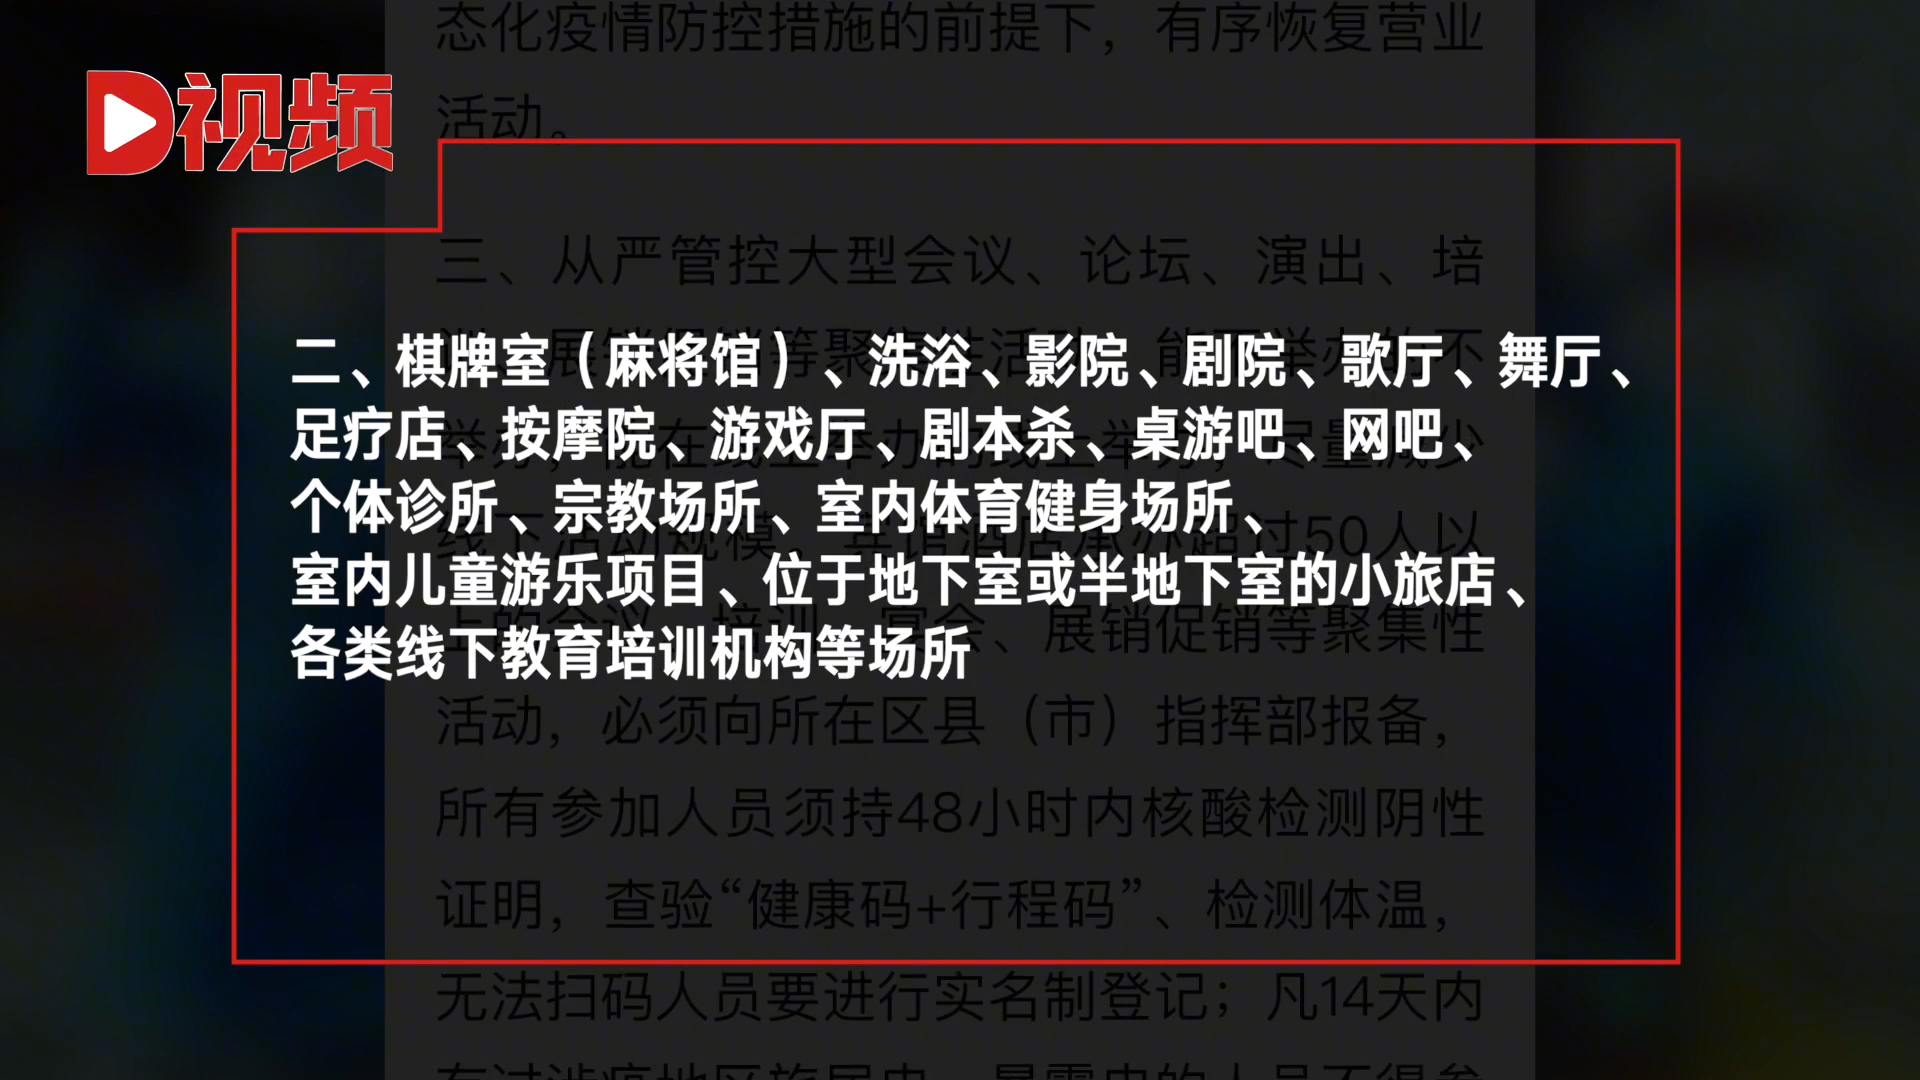 态化疫情防控措施的前提下，有序恢复营业
活动。
视频
三、从严管控大型会议、论坛、演出、培
二、棋牌室（麻将馆）、洗浴、影院、剧院、歌厅、舞厅、
足疗店、按摩院、游戏厅、剧本杀、桌游吧、网吧、
个体诊所、宗教场所、室内体育健身场所、
室内儿童游乐项目、位于地下室或半地下室的小旅店、
各类线下教育培训机构等场所
展销促销等聚集性
活动，必须向所在区县（市）指挥部报备，
所有参加人员须持48小时内核酸检测阴性
证明，查验“健康码+行程码”、检测体温，
无法扫码人员要进行实名制登记；凡14天内